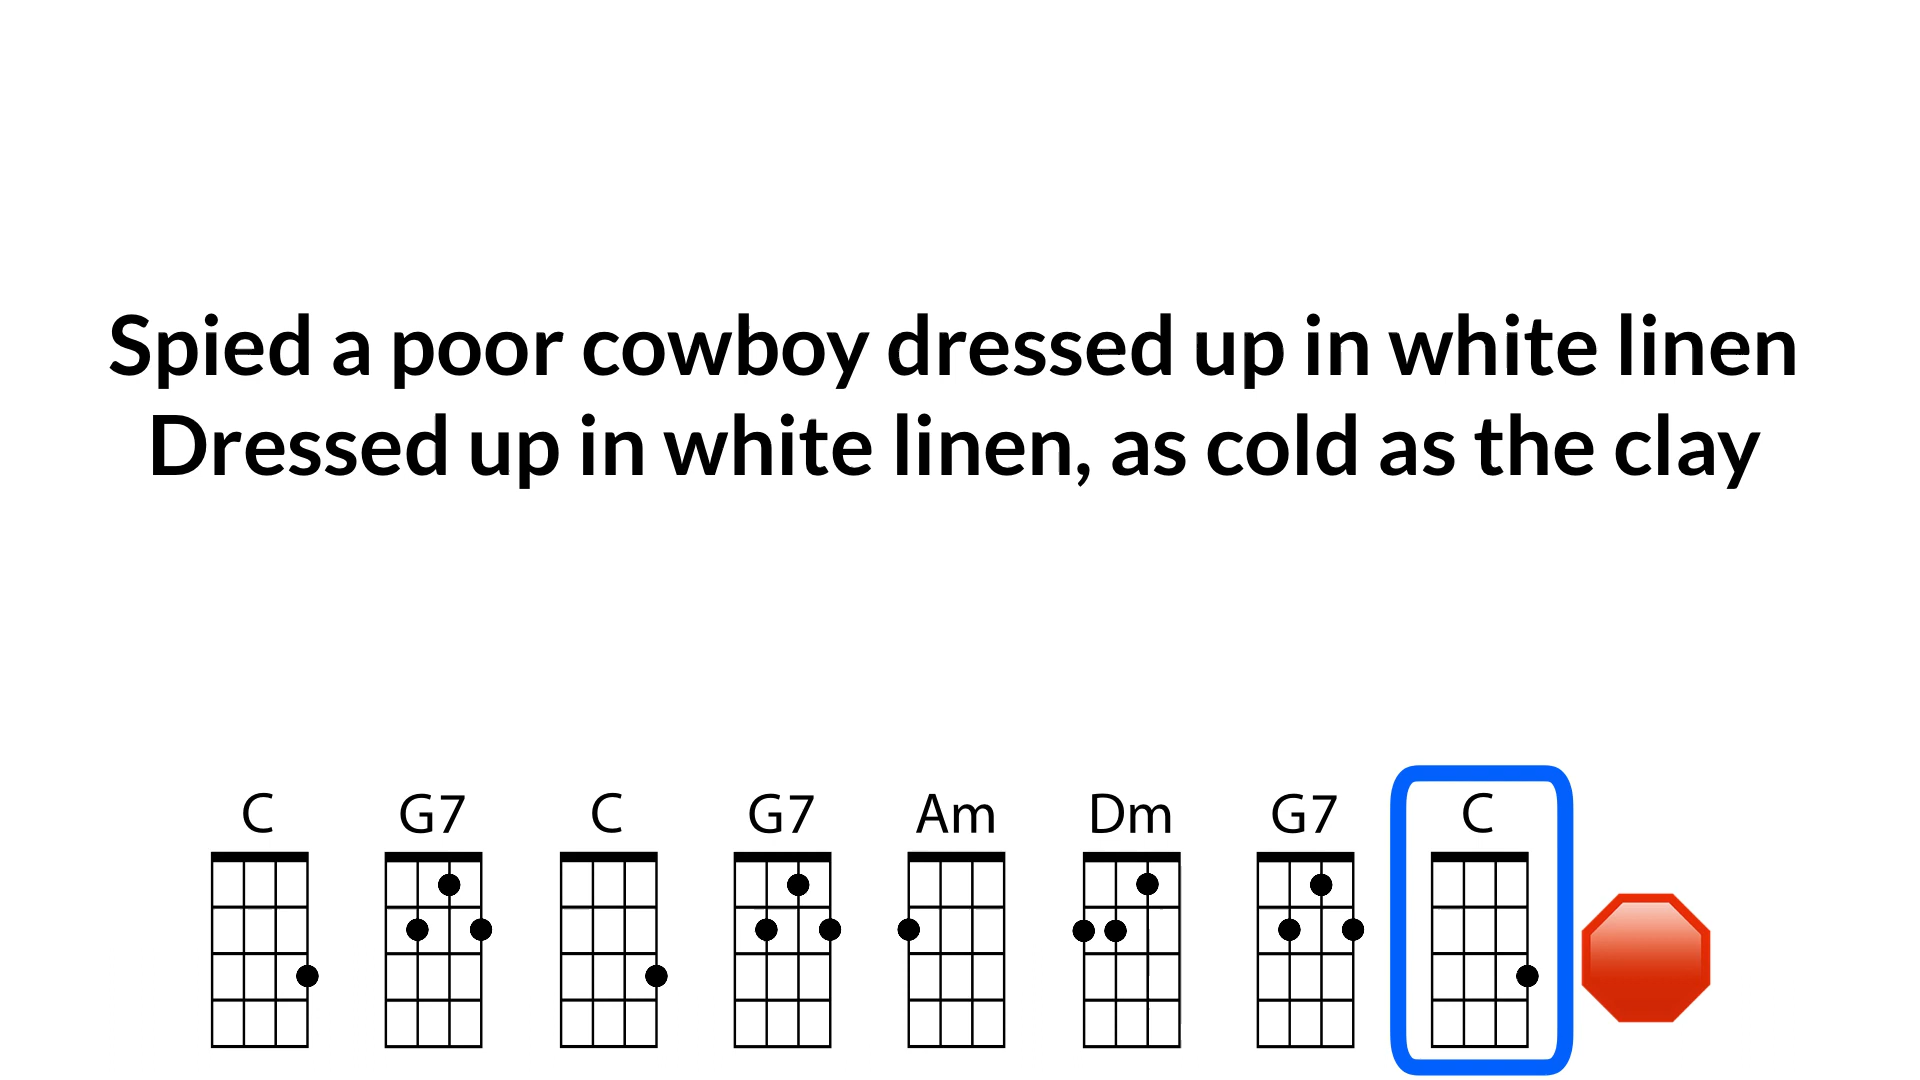 Spied a poor cowboy dressed up in white linen
Dressed up in white linen, as cold as the clay
C G7 C G7 Am Dm G7 C